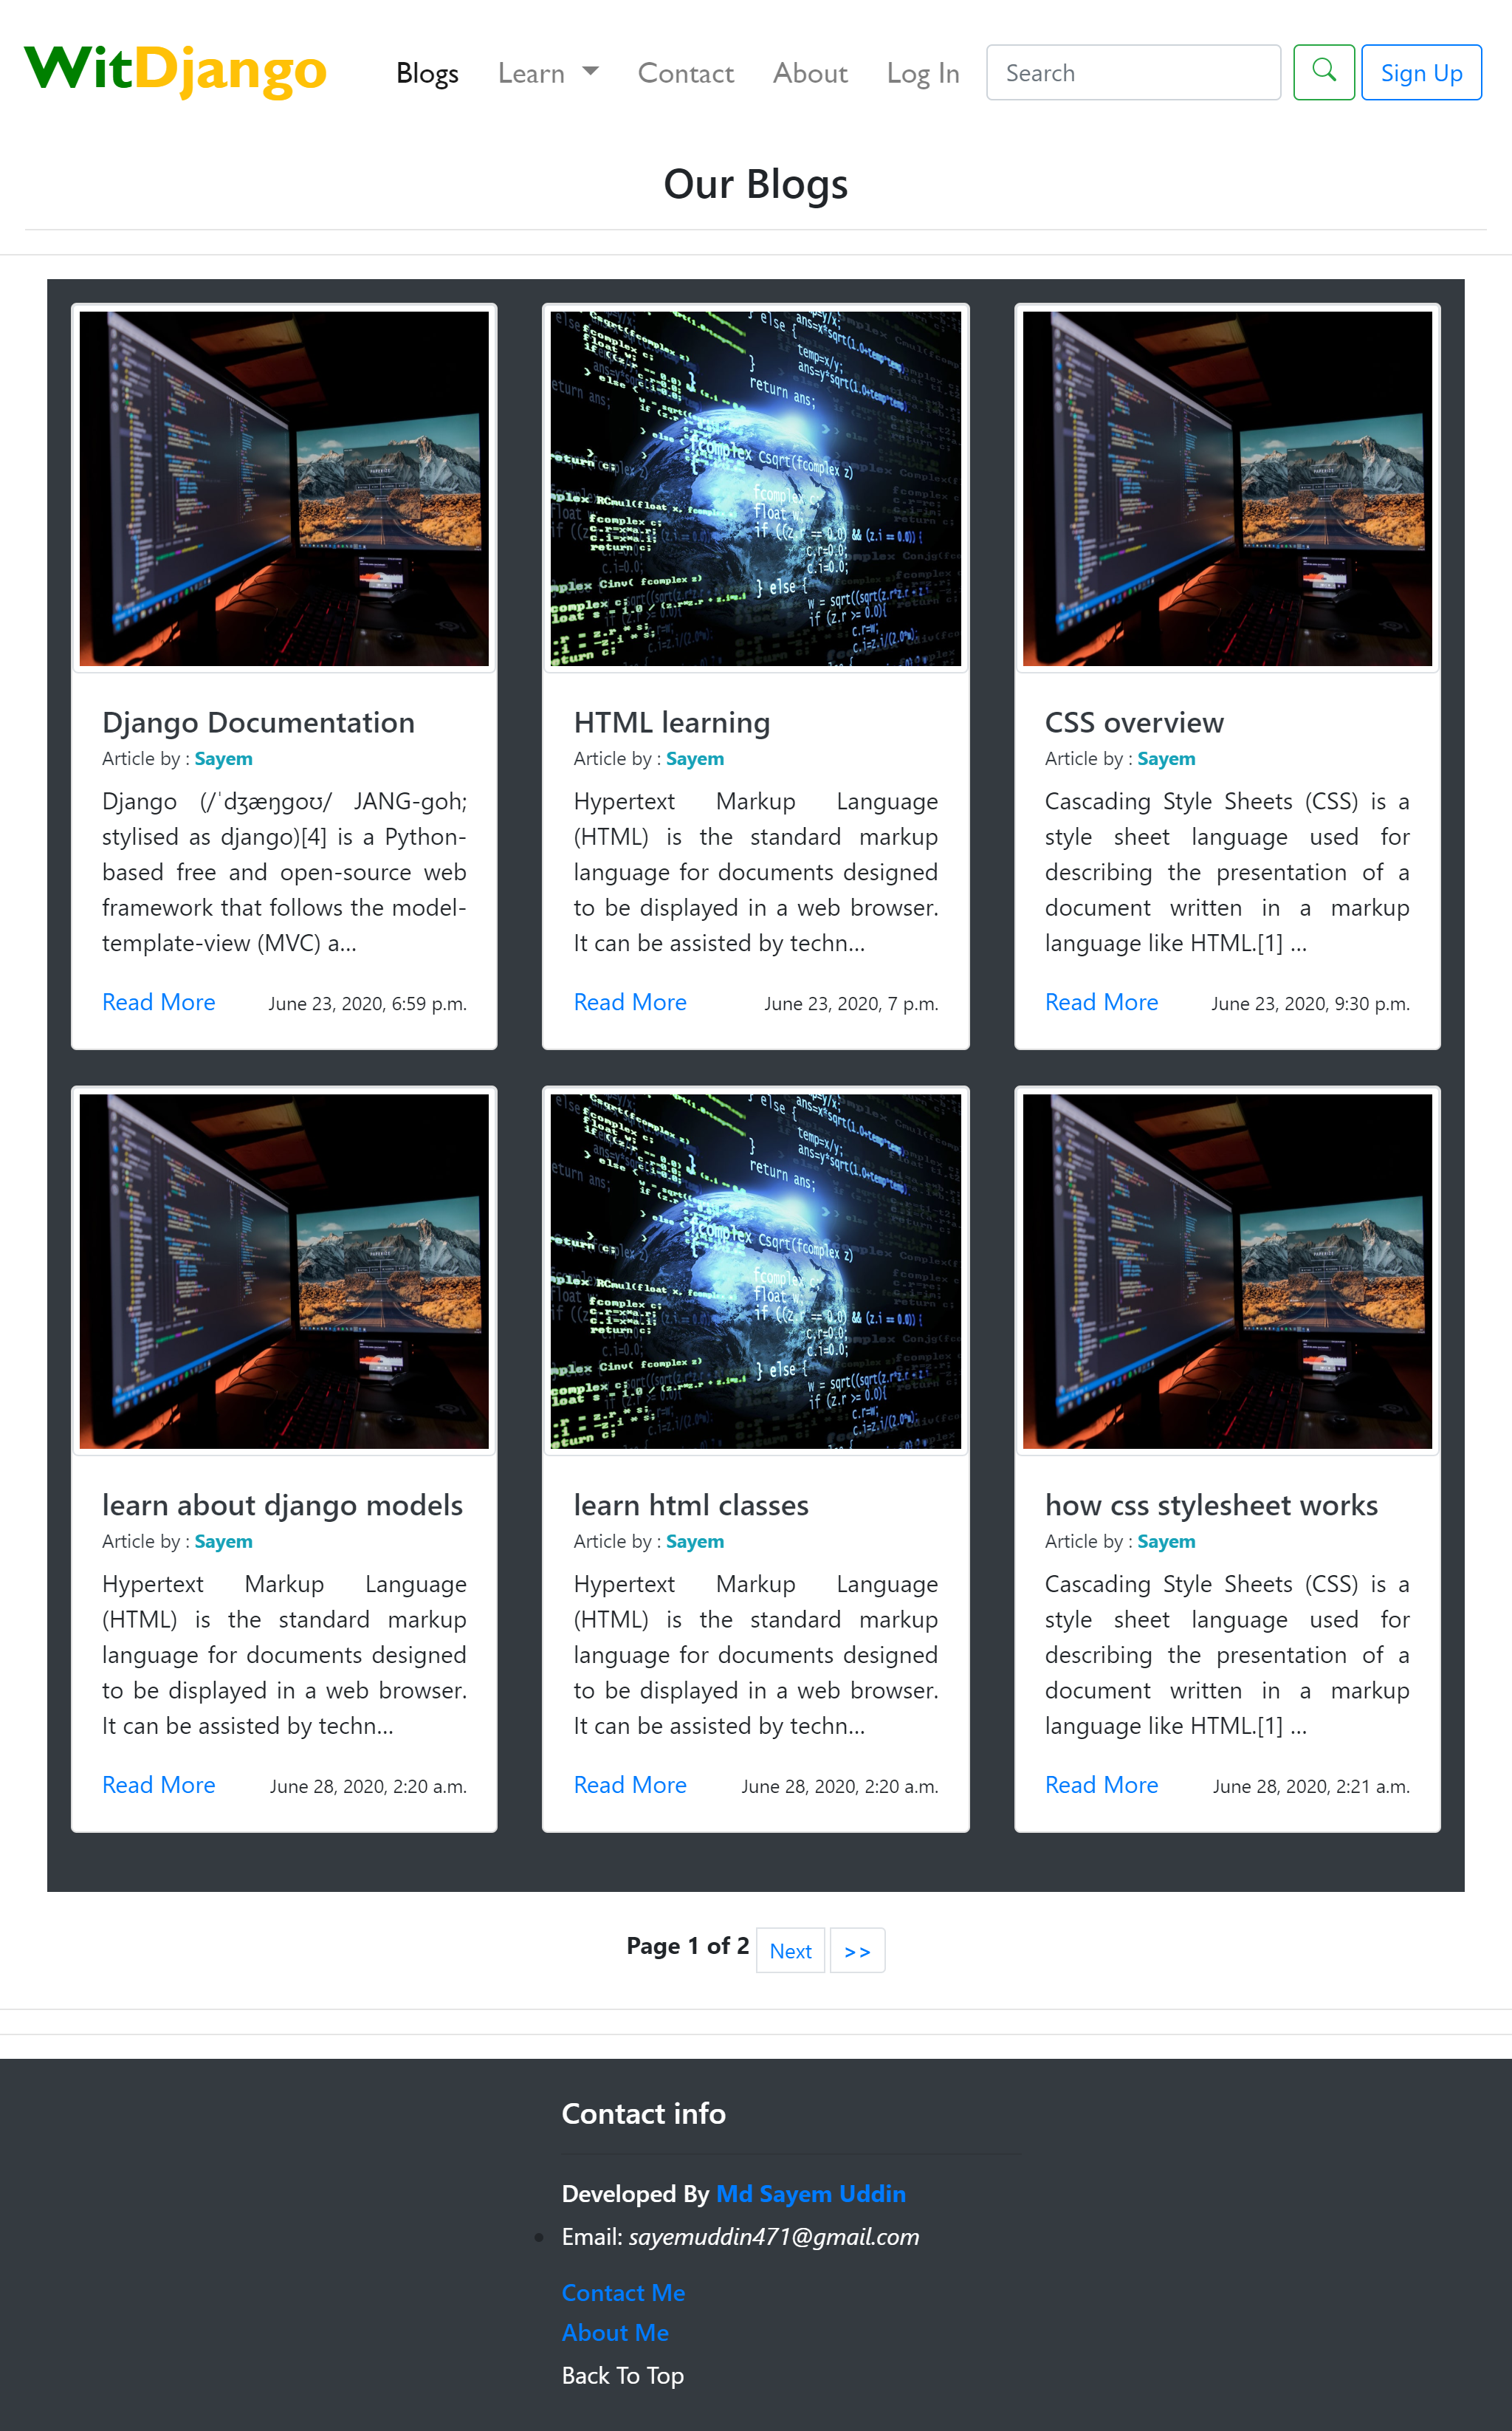 WitDjango
Blogs Learn Contact About Log In Search Sign Up
Our Blogs
Django Documentation
Article by : Sayem
Django (/ˈdʒæŋɡoʊ/ JANG-goh;
stylised as django)[4] is a Python-
based free and open-source web
framework that follows the model-
template-view (MVC) a...
Read More June 23, 2020, 6:59 p.m.
HTML learning
Article by : Sayem
Hypertext Markup Language
(HTML) is the standard markup
language for documents designed
to be displayed in a web browser.
It can be assisted by techn...
Read More June 23, 2020, 7 p.m.
CSS overview
Article by : Sayem
Cascading Style Sheets (CSS) is a
style sheet language used for
describing the presentation of a
document written in a markup
language like HTML.[1] ...
Read More June 23, 2020, 9:30 p.m.
learn about django models
Article by : Sayem
Hypertext Markup Language
(HTML) is the standard markup
language for documents designed
to be displayed in a web browser.
It can be assisted by techn...
Read More June 28, 2020, 2:20 a.m.
learn html classes
Article by : Sayem
Hypertext Markup Language
(HTML) is the standard markup
language for documents designed
to be displayed in a web browser.
It can be assisted by techn...
Read More June 28, 2020, 2:20 a.m.
how css stylesheet works
Article by : Sayem
Cascading Style Sheets (CSS) is a
style sheet language used for
describing the presentation of a
document written in a markup
language like HTML.[1] ...
Read More June 28, 2020, 2:21 a.m.
Page 1 of 2 Next >>
Contact info
Developed By Md Sayem Uddin
Email: sayemuddin471@gmail.com
Contact Me
About Me
Back To Top